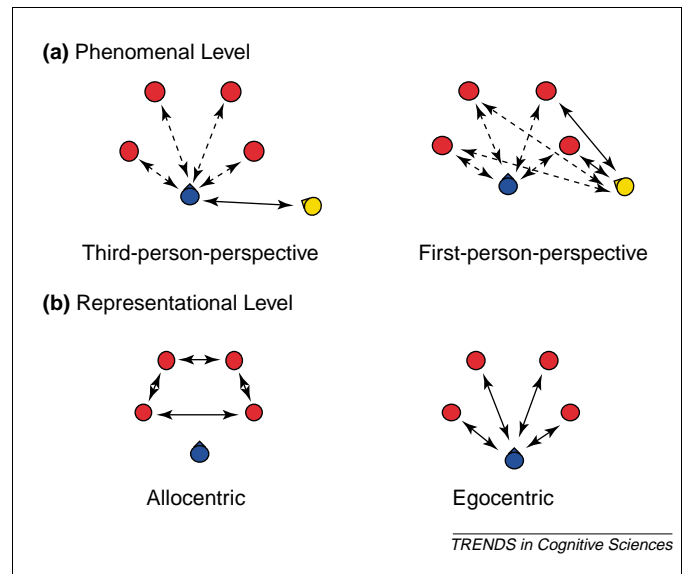 (a) Phenomenal Level
Third-person-perspective First-person-perspective
(b) Representational Level
Allocentric Egocentric
TRENDS in Cognitive Sciences